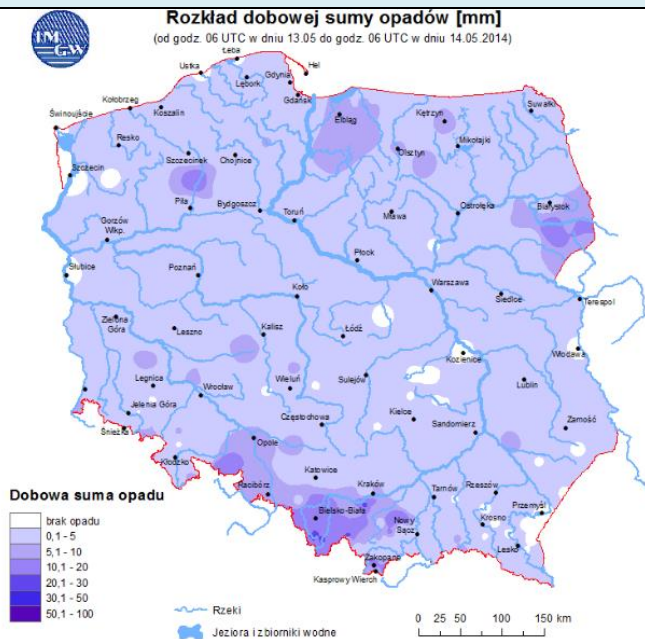 IM
GW
Rozkład dobowej sumy opadów [mm]
(od godz. 06 UTC w dniu 13.05 do godz. 06 UTC w dniu 14.05.2014)
Łeba
Ustka
Hel
Lębork
Gdynia
Gdańsk
Kołobrzeg
Koszalin
Świnoujście
Elbląg
Kętrzyn
Suwałki
Resko
Szczecinek
Chojnice
Olsztyn
Mikołajki
Szczecin
Piła
Bydgoszcz
Toruń
Mława
Ostrołęka
Białystok
Gorzów
Wlkp.
Płock
Słubice
Poznań
Koło
Warszawa
Siedlce
Terespol
Zielona
Góra
Leszno
Kalisz
Łódź
Kozienice
Włodawa
Legnica
Wrocław
Wieluń
Sulejów
Lublin
Jelenia Góra
Częstochowa
Kielce
Sandomierz
Zamość
Śnieżka
Opole
Kłodzko
Katowice
Racibórz
Kraków
Tarnów
Rzeszów
Przemyśl
Bielsko-Biała
Nowy
Sącz
Krosno
Lesko
Zakopane
Kasprowy Wierch
Dobowa suma opadu
brak opadu
0,1 - 5
5,1 - 10
10,1 - 20
20,1 - 30
30,1 - 50
50,1 - 100
Rzeki
Jeziora i zbiorniki wodne
0 25 50 100 150 km